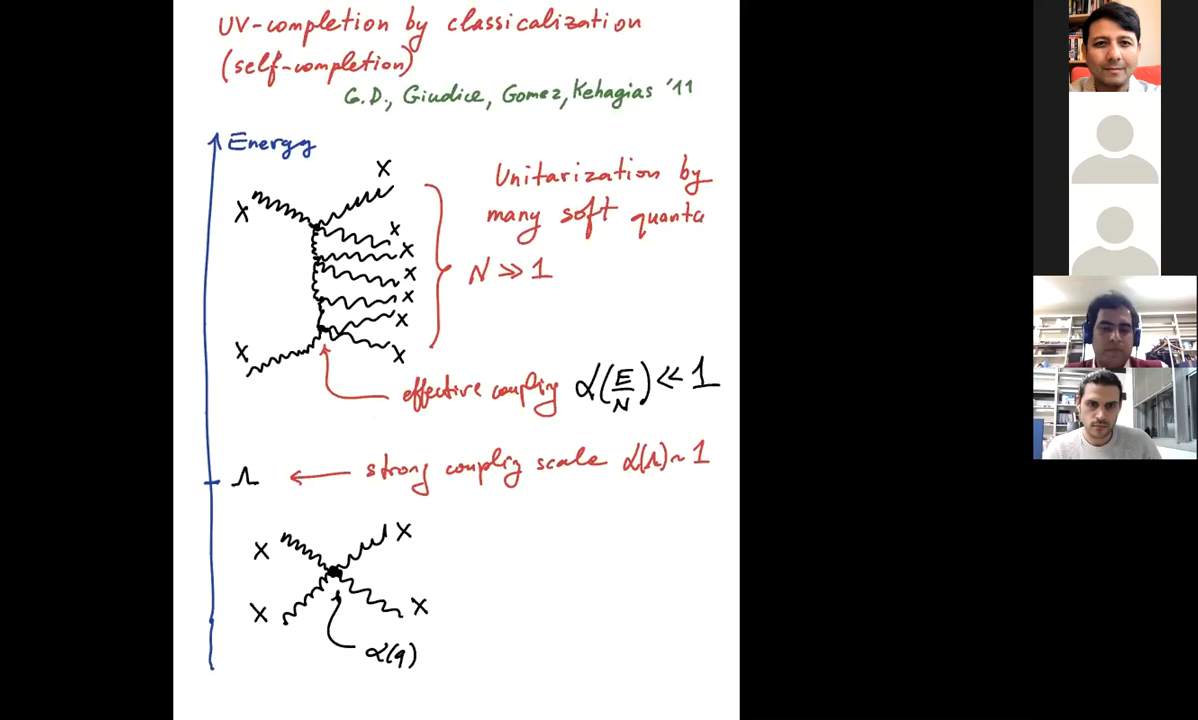 UV-completion by classicalization
(self-completion)
G.D., Giudice, Gomez, Kehagias '11
Energy
X
X
Unitarization by
many soft quanta
X
X
X
X
X
N ≫ 1
X
X
effective coupling α(E/N) ≪ 1
Λ
strong coupling scale α(Λ) ~ 1
X
X
X
X
α(q)